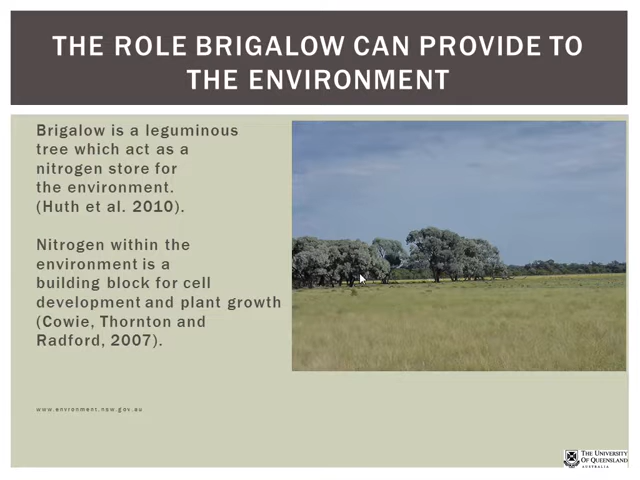 THE ROLE BRIGALOW CAN PROVIDE TO
THE ENVIRONMENT
Brigalow is a leguminous
tree which act as a
nitrogen store for
the environment.
(Huth et al. 2010).
Nitrogen within the
environment is a
building block for cell
development and plant growth
(Cowie, Thornton and
Radford, 2007).
www.envronment.nsw.gov.au
THE UNIVERSITY
OF QUEENSLAND
AUSTRALIA